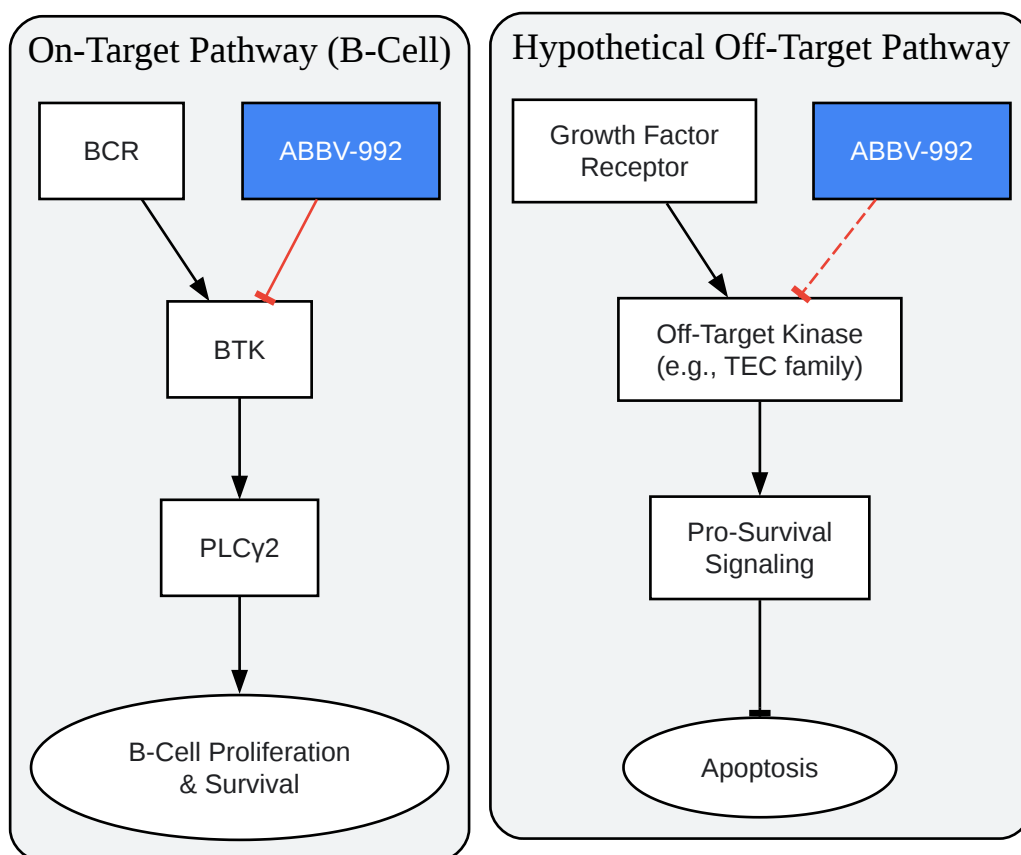 On-Target Pathway (B-Cell)
BCR
ABBV-992
BTK
PLCγ2
B-Cell Proliferation
& Survival
Hypothetical Off-Target Pathway
Growth Factor
Receptor
ABBV-992
Off-Target Kinase
(e.g., TEC family)
Pro-Survival
Signaling
Apoptosis